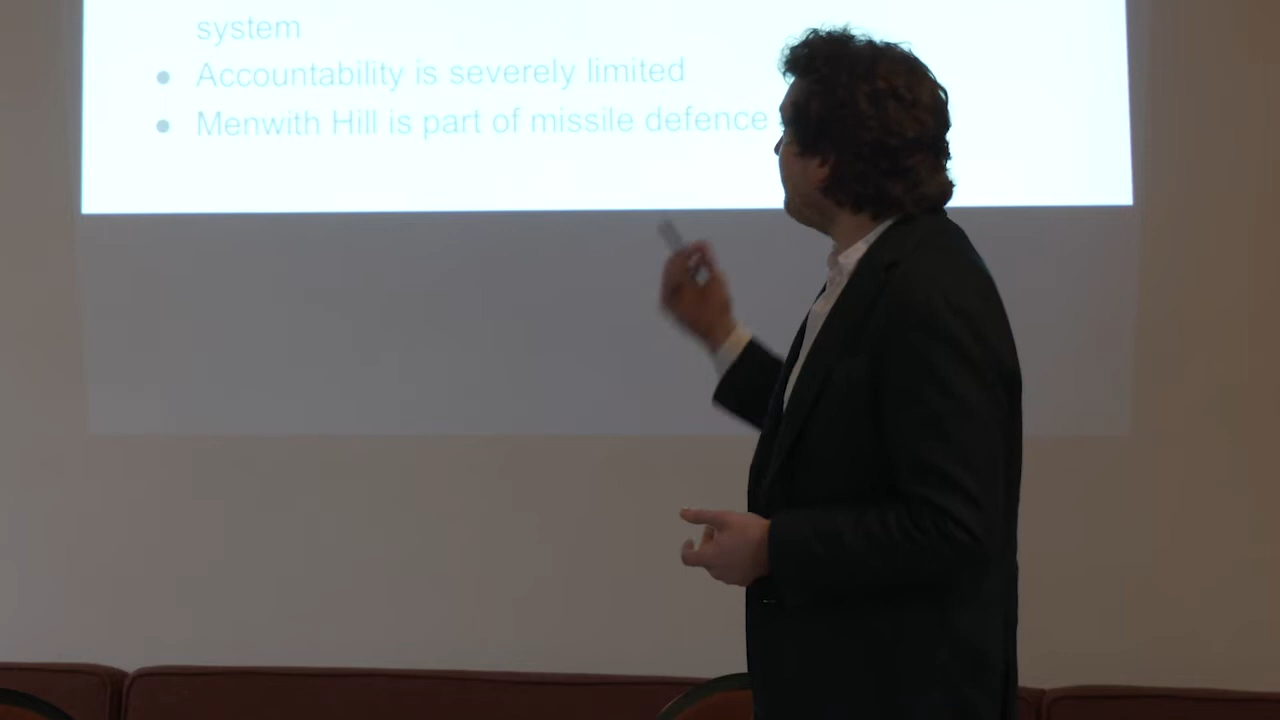 system
● Accountability is severely limited
● Menwith Hill is part of missile defence